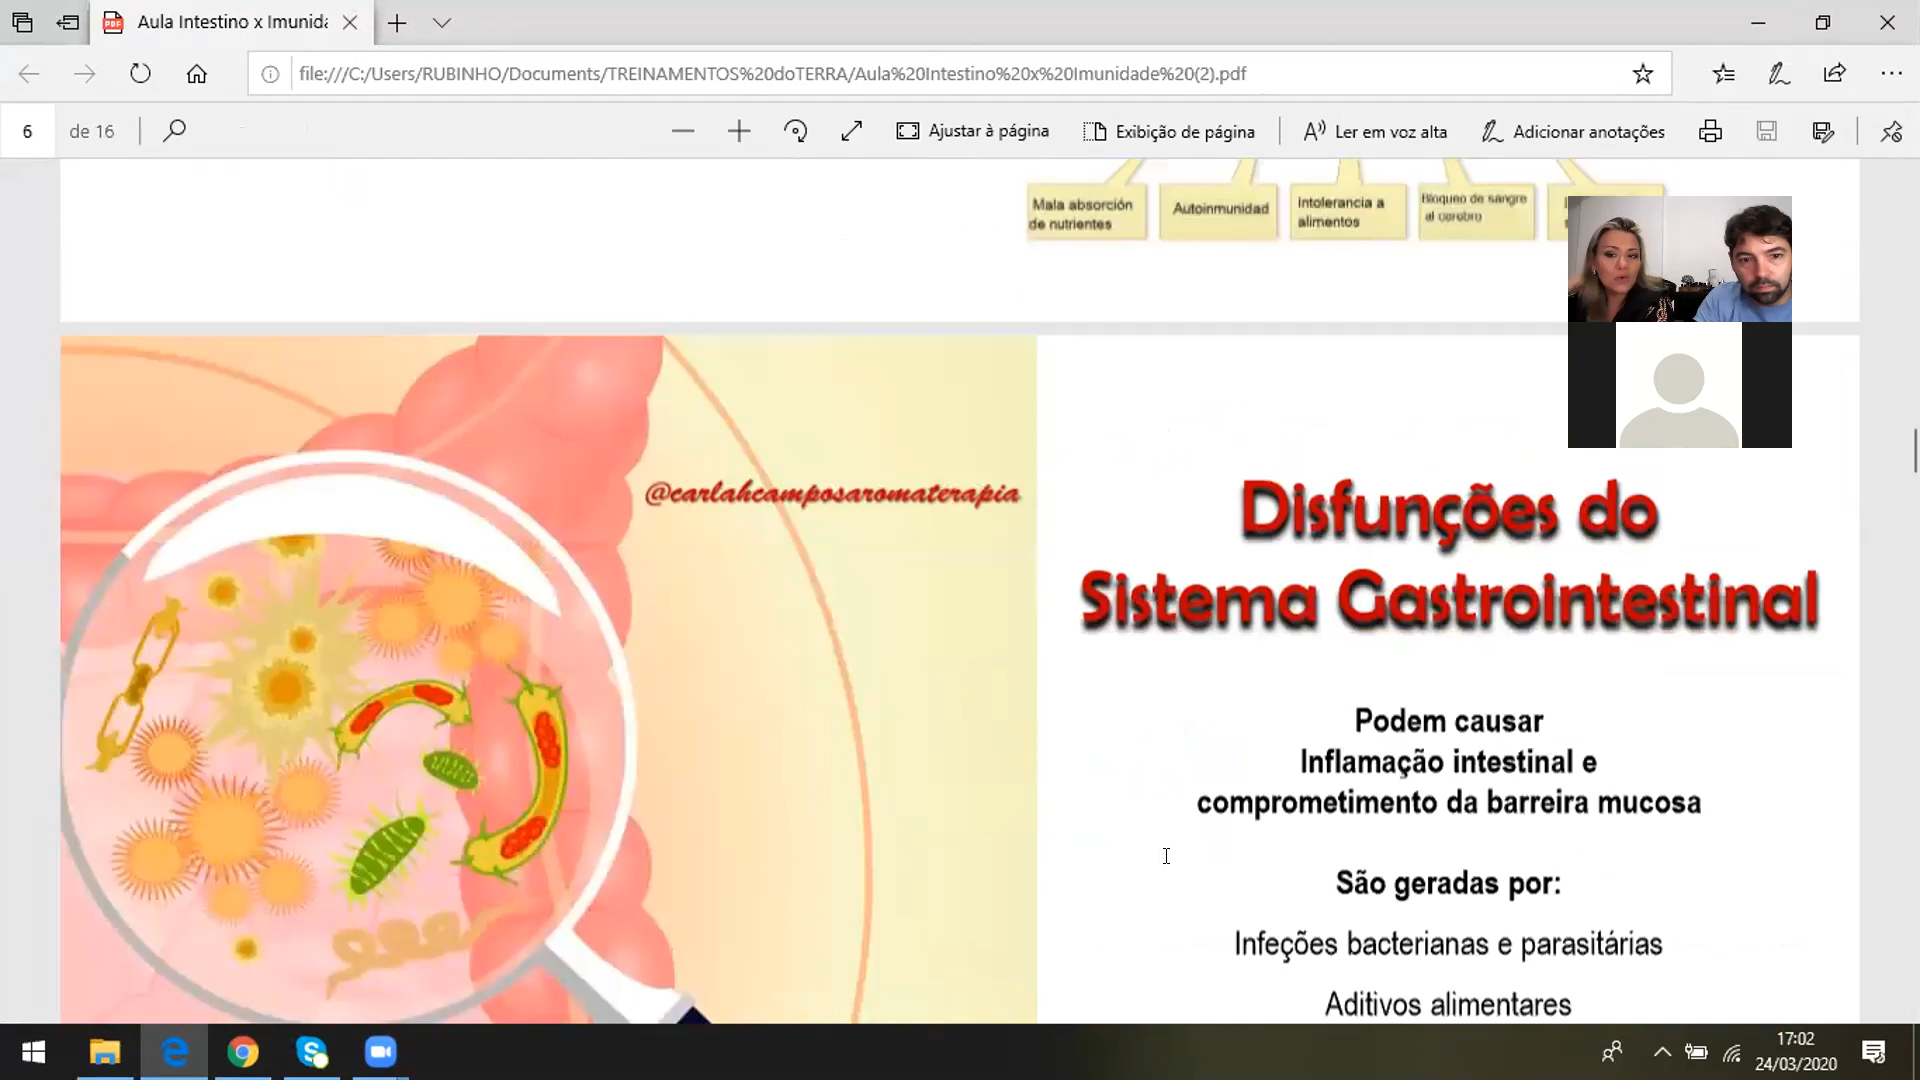 Aula Intestino x Imunida
file:///C:/Users/RUBINHO/Documents/TREINAMENTOS%20doTERRA/Aula%20Intestino%20x%20Imunidade%20(2).pdf
6 de 16
Ajustar à página
Exibição de página
Ler em voz alta
Adicionar anotações
Mala absorción
de nutrientes
Autoinmunidad
Intolerancia a
alimentos
Bloqueo de sangre
al cerebro
@carlahcamposaromaterapia
Disfunções do
Sistema Gastrointestinal
Podem causar
Inflamação intestinal e
comprometimento da barreira mucosa
São geradas por:
Infeções bacterianas e parasitárias
Aditivos alimentares
17:02
24/03/2020